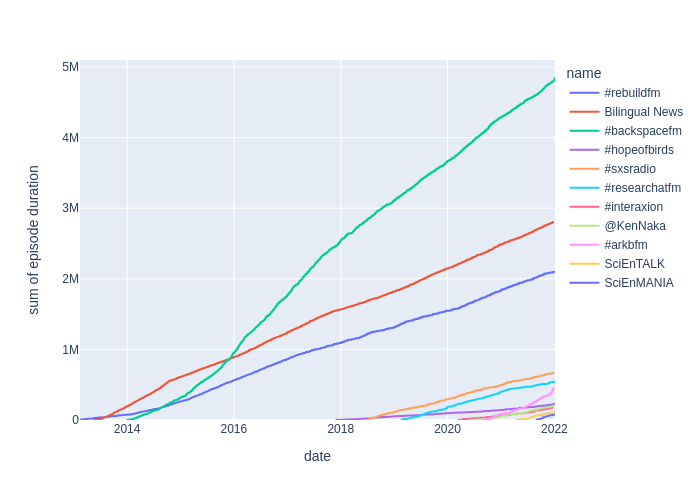 5M
4M
3M
2M
1M
0
2014
2016
2018
2020
2022
date
sum of episode duration
name
#rebuildfm
Bilingual News
#backspacefm
#hopeofbirds
#sxsradio
#researchatfm
#interaxion
@KenNaka
#arkbfm
SciEnTALK
SciEnMANIA